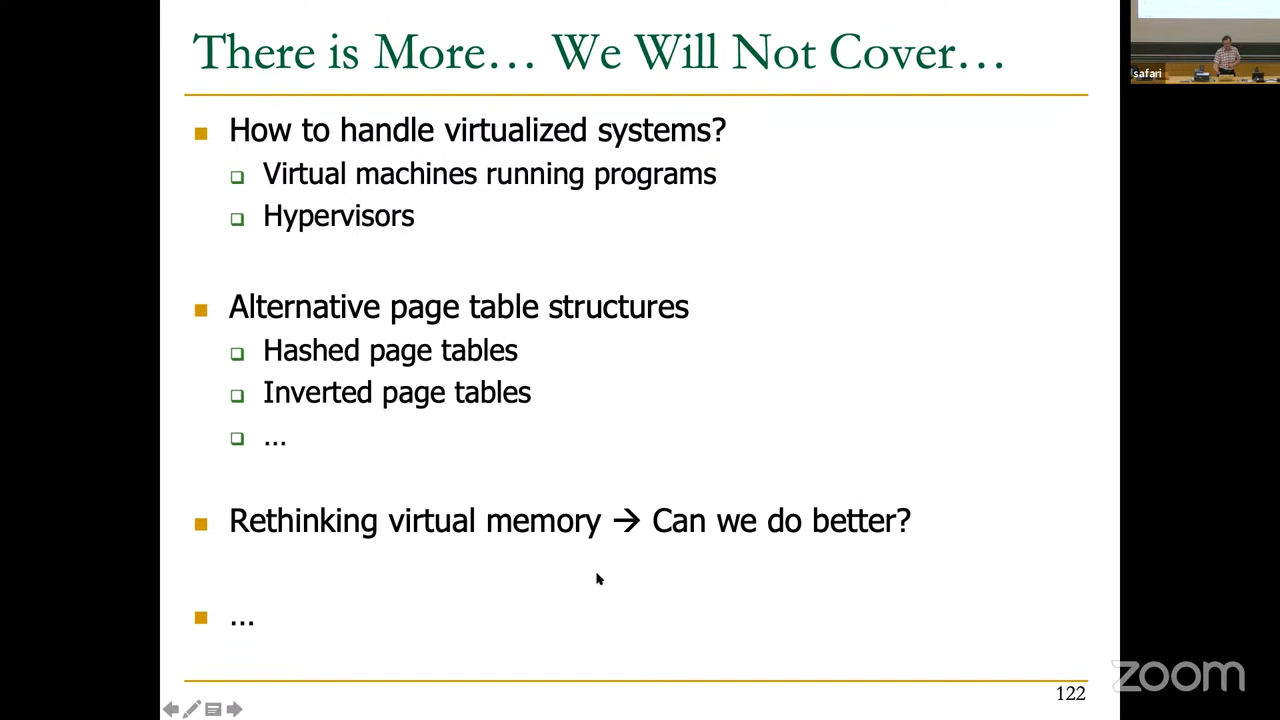 There is More… We Will Not Cover…
How to handle virtualized systems?
Virtual machines running programs
Hypervisors
Alternative page table structures
Hashed page tables
Inverted page tables
…
Rethinking virtual memory → Can we do better?
…
122
safari
zoom